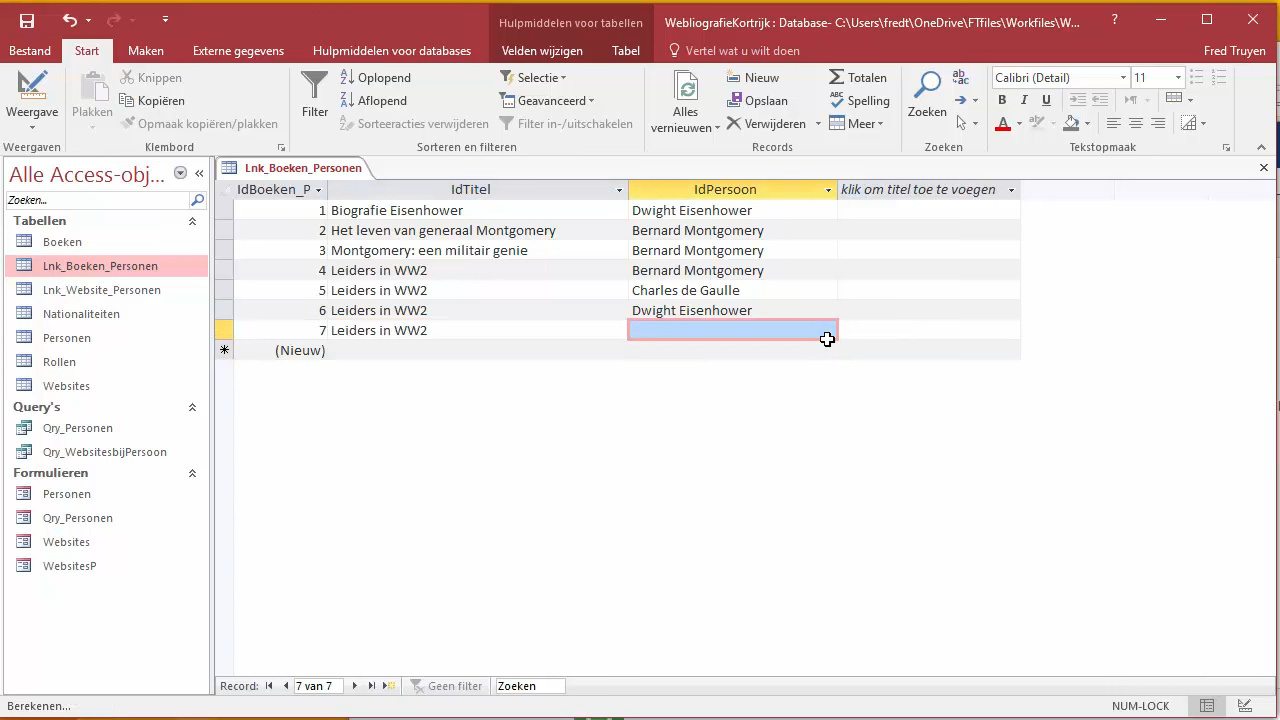 Hulpmiddelen voor tabellen
WebliografieKortrijk : Database- C:\Users\fredt\OneDrive\FTfiles\Workfiles\W...
?
Bestand Start Maken Externe gegevens Hulpmiddelen voor databases Velden wijzigen Tabel Vertel wat u wilt doen Fred Truyen
Weergave
Weergaven
Plakken
Knippen
Kopiëren
Opmaak kopiëren/plakken
Klembord
Filter
Oplopend
Aflopend
Sorteeracties verwijderen
Selectie
Geavanceerd
Filter in-/uitschakelen
Sorteren en filteren
Alles
vernieuwen
Nieuw
Opslaan
Verwijderen
Totalen
Spelling
Meer
Records
Zoeken
Zoeken
Calibri (Detail) 11
B I U
A
Tekstopmaak
Alle Access-obj...
Zoeken...
Tabellen
Boeken
Lnk_Boeken_Personen
Lnk_Website_Personen
Nationaliteiten
Personen
Rollen
Websites
Query's
Qry_Personen
Qry_WebsitesbijPersoon
Formulieren
Personen
Qry_Personen
Websites
WebsitesP
Lnk_Boeken_Personen
IdBoeken_P IdTitel IdPersoon klik om titel toe te voegen
1 Biografie Eisenhower Dwight Eisenhower
2 Het leven van generaal Montgomery Bernard Montgomery
3 Montgomery: een militair genie Bernard Montgomery
4 Leiders in WW2 Bernard Montgomery
5 Leiders in WW2 Charles de Gaulle
6 Leiders in WW2 Dwight Eisenhower
7 Leiders in WW2
(Nieuw)
Record: 7 van 7 Geen filter Zoeken
Berekenen... NUM-LOCK